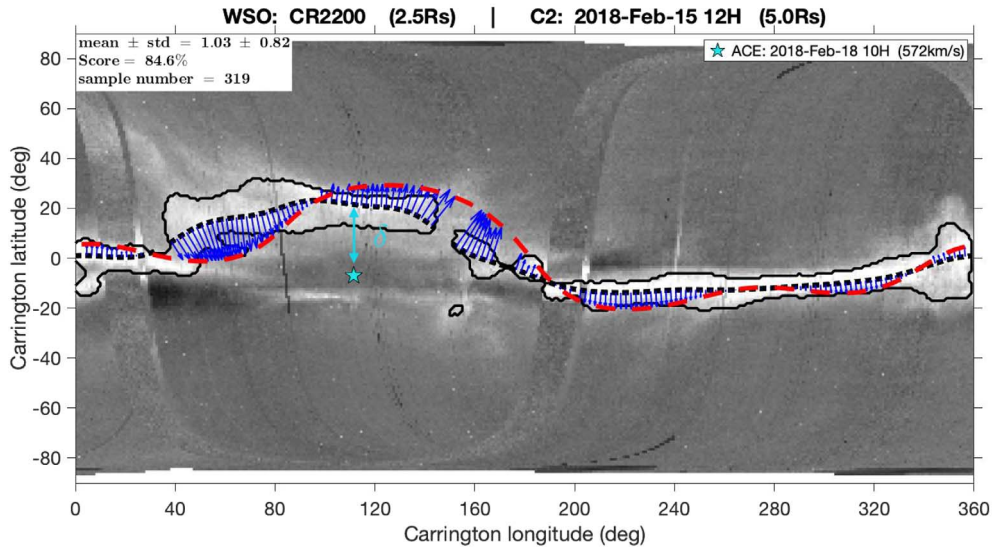 WSO: CR2200 (2.5Rs) | C2: 2018-Feb-15 12H (5.0Rs)
mean ± std = 1.03 ± 0.82
Score = 84.6%
sample number = 319
ACE: 2018-Feb-18 10H (572km/s)
80
60
40
20
0
-20
-40
-60
-80
Carrington latitude (deg)
δ
0
40
80
120
160
200
240
280
320
360
Carrington longitude (deg)